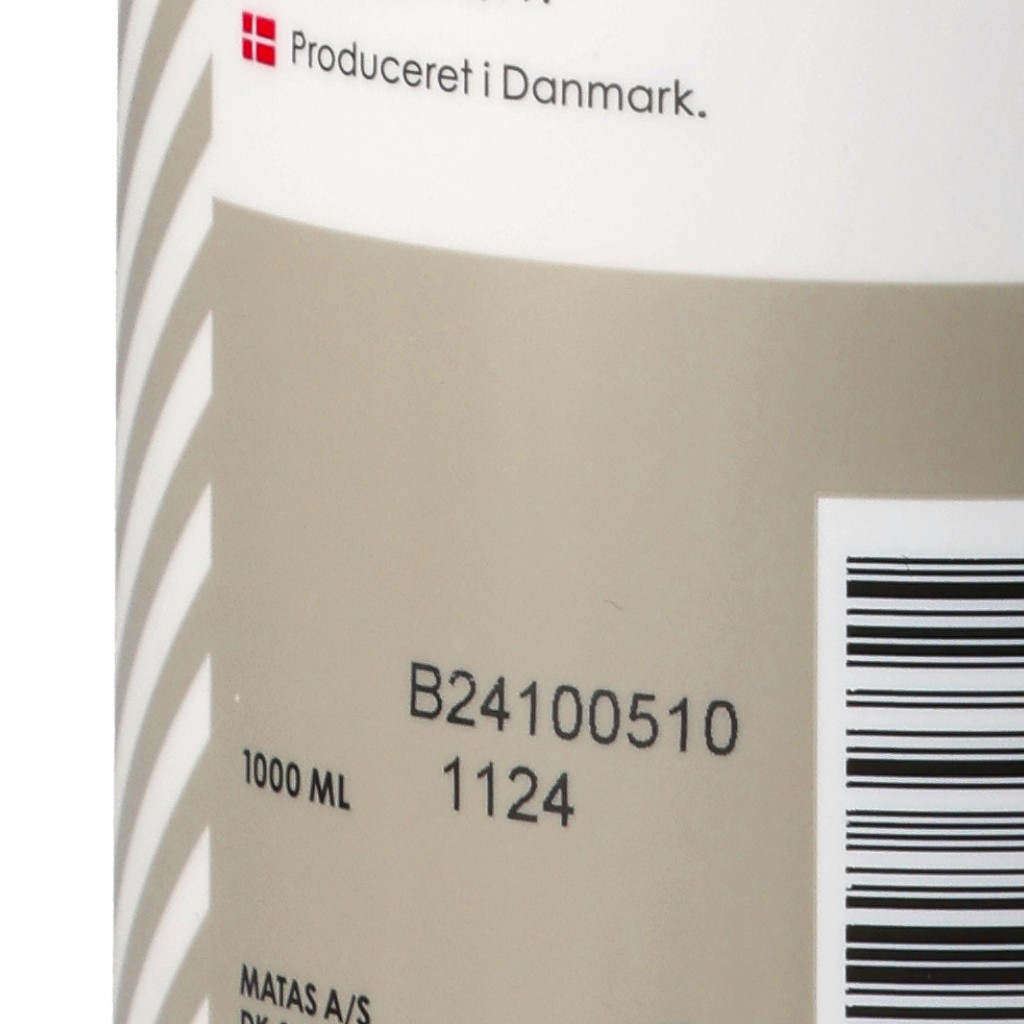 Produceret i Danmark.
B24100510
1124
1000 ML
MATAS A/S